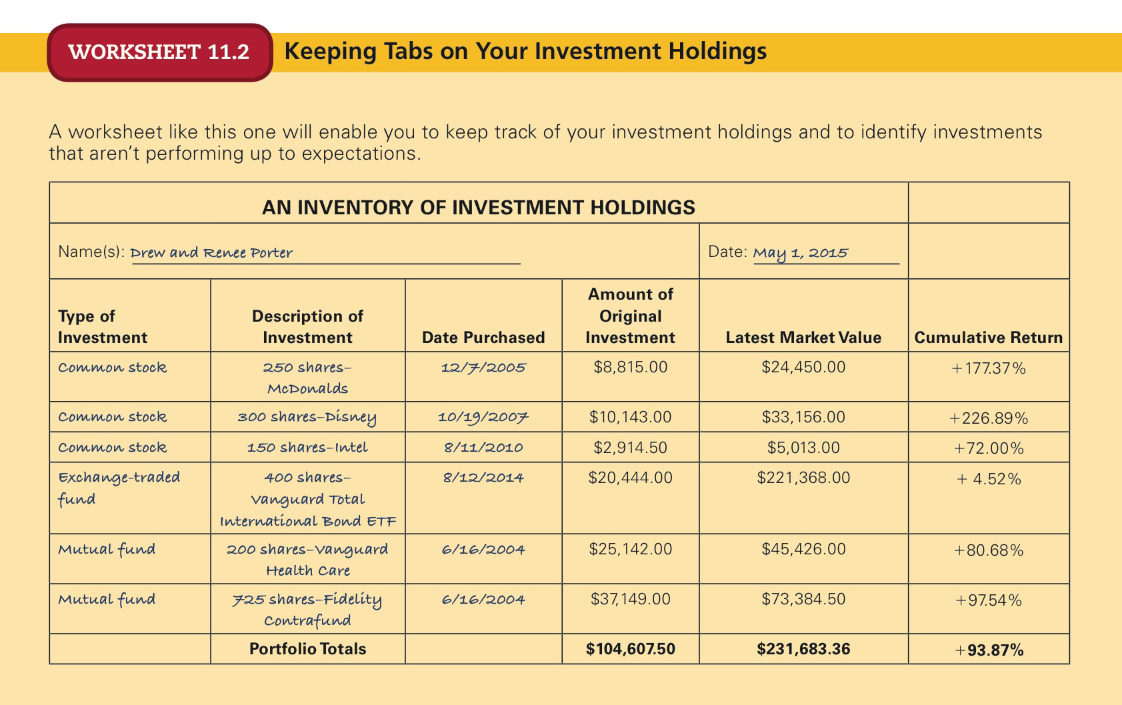 WORKSHEET 11.2 Keeping Tabs on Your Investment Holdings
A worksheet like this one will enable you to keep track of your investment holdings and to identify investments
that aren't performing up to expectations.
AN INVENTORY OF INVESTMENT HOLDINGS
Name(s): Drew and Renee Porter Date: May 1, 2015
Type of Investment Description of Investment Date Purchased Amount of Original Investment Latest Market Value Cumulative Return
Common stock 250 shares– McDonalds 12/7/2005 $8,815.00 $24,450.00 +177.37%
Common stock 300 shares–Disney 10/19/2007 $10,143.00 $33,156.00 +226.89%
Common stock 150 shares–Intel 8/11/2010 $2,914.50 $5,013.00 +72.00%
Exchange-traded fund 400 shares– Vanguard Total International Bond ETF 8/12/2014 $20,444.00 $221,368.00 + 4.52%
Mutual fund 200 shares–Vanguard Health Care 6/16/2004 $25,142.00 $45,426.00 +80.68%
Mutual fund 725 shares–Fidelity Contrafund 6/16/2004 $37,149.00 $73,384.50 +97.54%
Portfolio Totals $104,607.50 $231,683.36 +93.87%